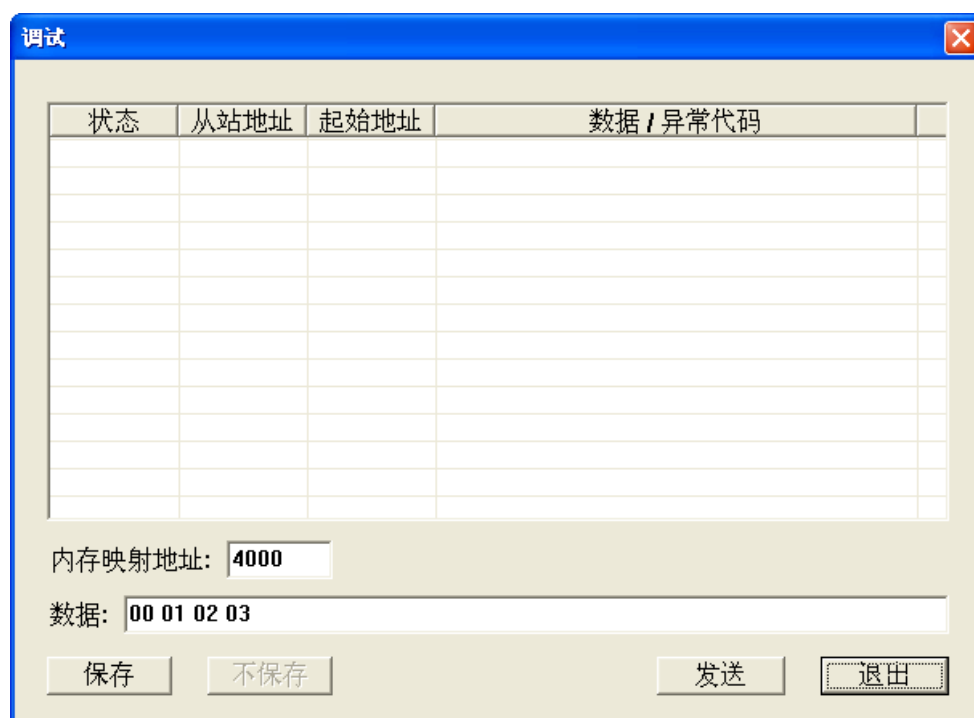 调试
状态 从站地址 起始地址 数据 / 异常代码
内存映射地址: 4000
数据: 00 01 02 03
保存 不保存 发送 退出